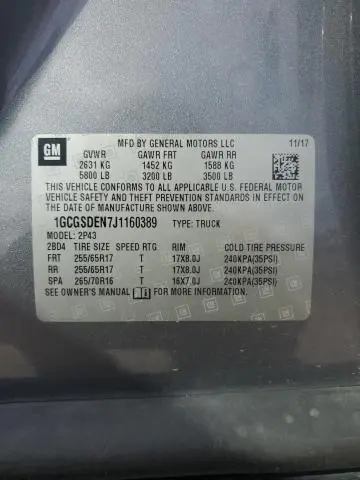 GM
MFD BY GENERAL MOTORS LLC 11/17
GVWR GAWR FRT GAWR RR
2631 KG 1452 KG 1588 KG
5800 LB 3200 LB 3500 LB
THIS VEHICLE CONFORMS TO ALL APPLICABLE U.S. FEDERAL MOTOR
VEHICLE SAFETY AND THEFT PREVENTION STANDARDS IN EFFECT ON
THE DATE OF MANUFACTURE SHOWN ABOVE.
1GCGSDEN7J1160389 TYPE: TRUCK
MODEL: 2P43
2BD4 TIRE SIZE SPEED RTG RIM COLD TIRE PRESSURE
FRT 255/65R17 T 17X8.0J 240KPA(35PSI)
RR 255/65R17 T 17X8.0J 240KPA(35PSI)
SPA 265/70R16 T 16X7.0J 240KPA(35PSI)
SEE OWNER'S MANUAL FOR MORE INFORMATION.